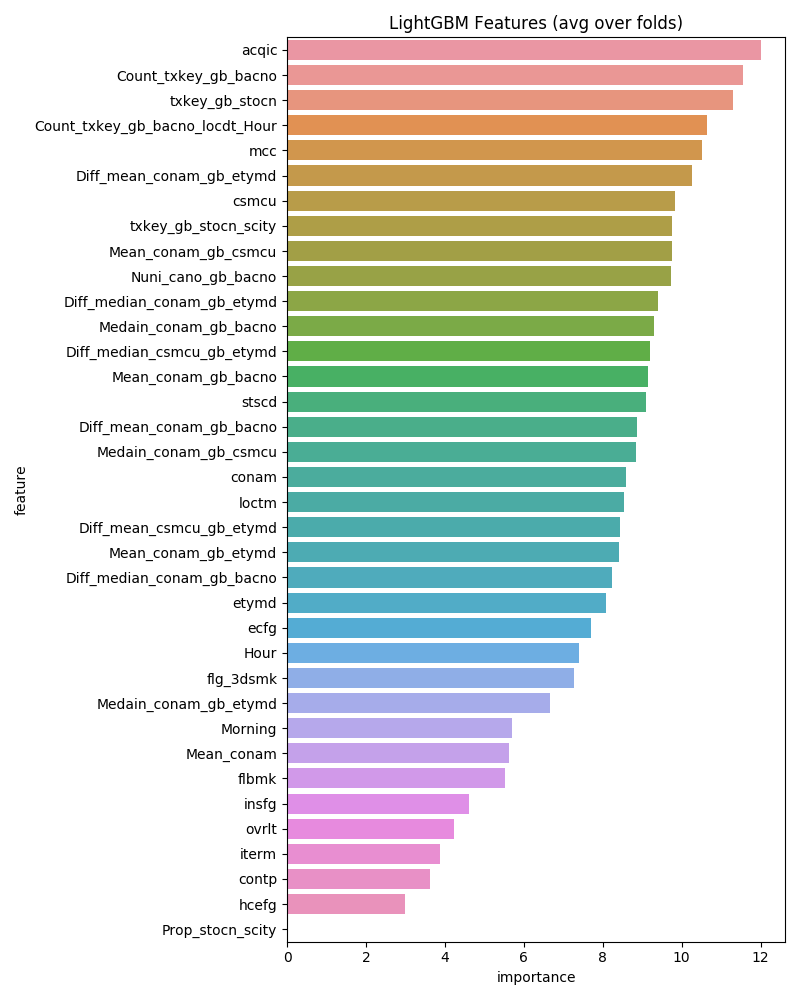 LightGBM Features (avg over folds)
acqic
Count_txkey_gb_bacno
txkey_gb_stocn
Count_txkey_gb_bacno_locdt_Hour
mcc
Diff_mean_conam_gb_etymd
csmcu
txkey_gb_stocn_scity
Mean_conam_gb_csmcu
Nuni_cano_gb_bacno
Diff_median_conam_gb_etymd
Medain_conam_gb_bacno
Diff_median_csmcu_gb_etymd
Mean_conam_gb_bacno
stscd
Diff_mean_conam_gb_bacno
Medain_conam_gb_csmcu
conam
loctm
Diff_mean_csmcu_gb_etymd
Mean_conam_gb_etymd
Diff_median_conam_gb_bacno
etymd
ecfg
Hour
flg_3dsmk
Medain_conam_gb_etymd
Morning
Mean_conam
flbmk
insfg
ovrlt
iterm
contp
hcefg
Prop_stocn_scity
feature
0 2 4 6 8 10 12
importance